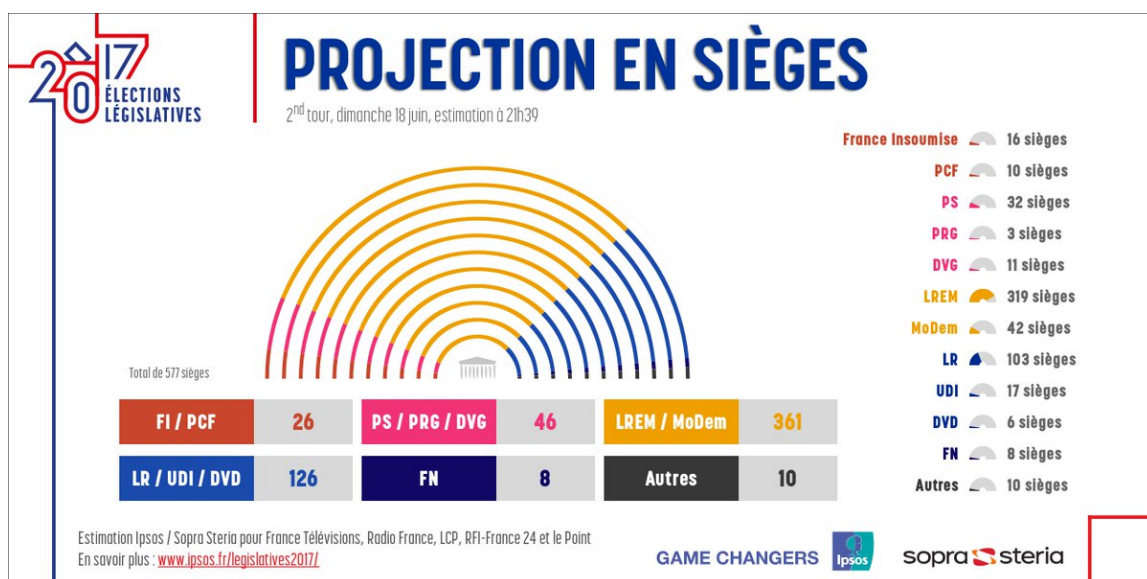 2017
ÉLECTIONS
LÉGISLATIVES
PROJECTION EN SIÈGES
2nd tour, dimanche 18 juin, estimation à 21h39
France Insoumise 16 sièges
PCF 10 sièges
PS 32 sièges
PRG 3 sièges
DVG 11 sièges
LREM 319 sièges
MoDem 42 sièges
LR 103 sièges
UDI 17 sièges
DVD 6 sièges
FN 8 sièges
Autres 10 sièges
Total de 577 sièges
FI / PCF 26 PS / PRG / DVG 46 LREM / MoDem 361
LR / UDI / DVD 126 FN 8 Autres 10
Estimation Ipsos / Sopra Steria pour France Télévisions, Radio France, LCP, RFI-France 24 et le Point
En savoir plus : www.ipsos.fr/legislatives2017/
GAME CHANGERS Ipsos sopra steria